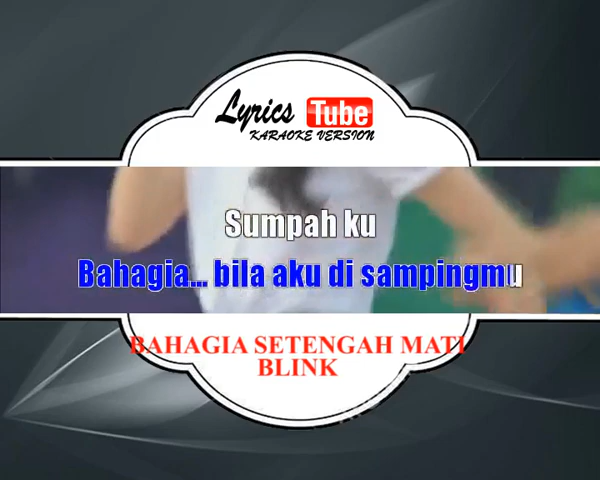 Lyrics Tube
KARAOKE VERSION
Sumpah ku
Bahagia... bila aku di sampingmu
BAHAGIA SETENGAH MATI
BLINK